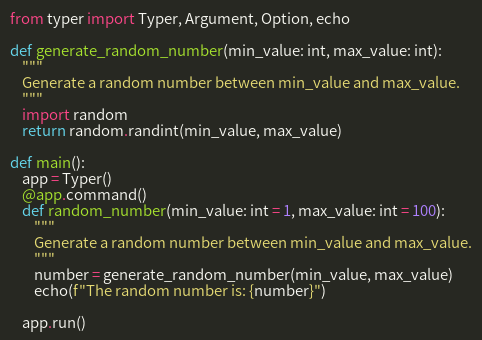 from typer import Typer, Argument, Option, echo

def generate_random_number(min_value: int, max_value: int):
    """
    Generate a random number between min_value and max_value.
    """
    import random
    return random.randint(min_value, max_value)

def main():
    app = Typer()
    @app.command()
    def random_number(min_value: int = 1, max_value: int = 100):
        """
        Generate a random number between min_value and max_value.
        """
        number = generate_random_number(min_value, max_value)
        echo(f"The random number is: {number}")

    app.run()